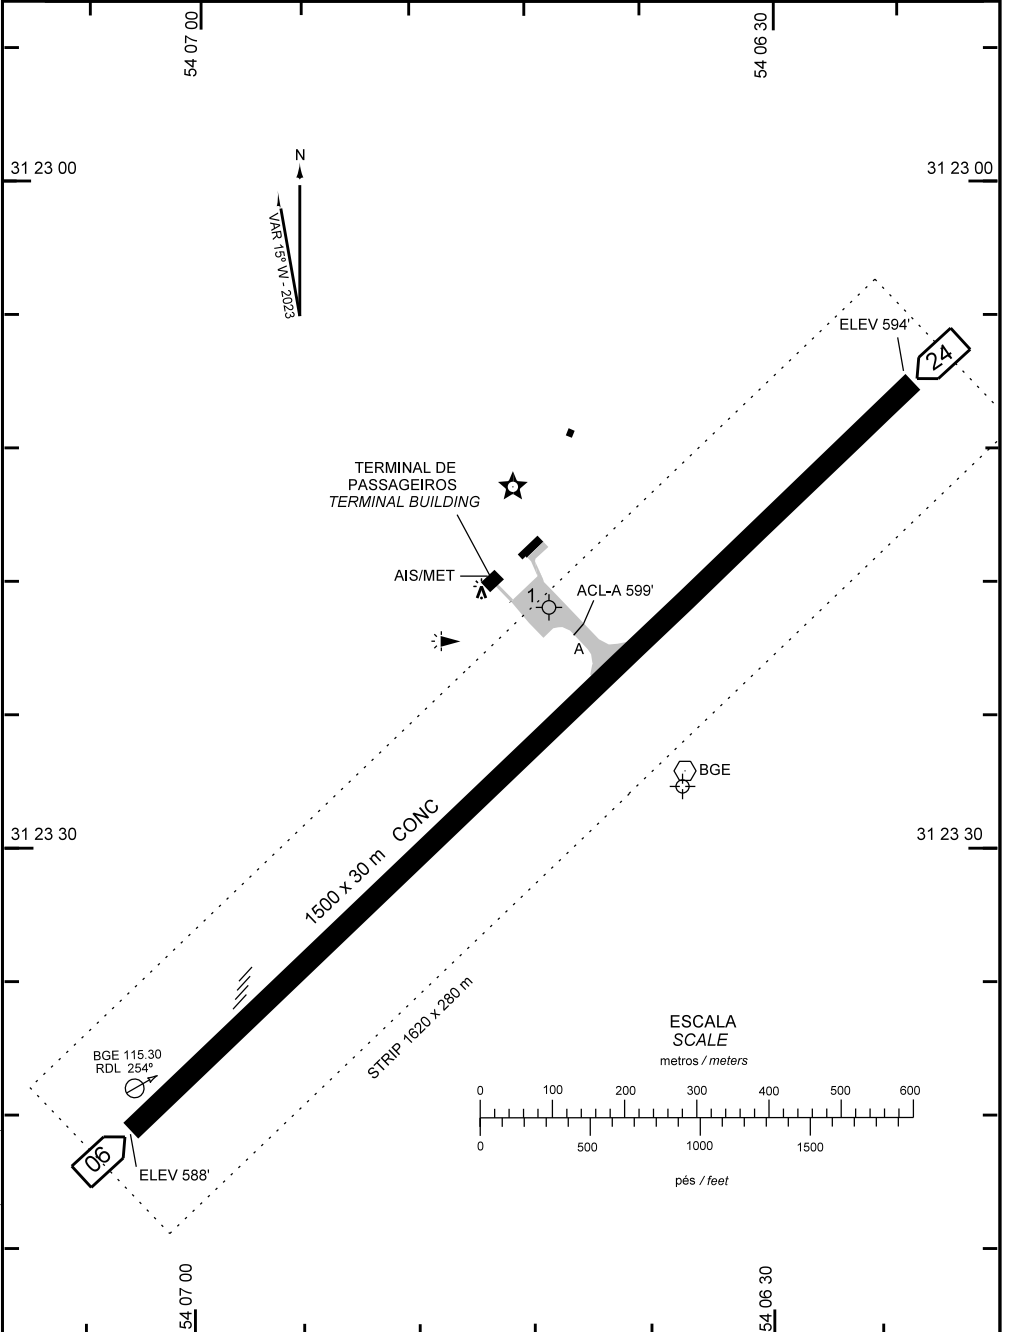 54 07 00
54 06 30
N
31 23 00
31 23 00
VAR 15º W - 2023
ELEV 594'
24
TERMINAL DE
PASSAGEIROS
TERMINAL BUILDING
AIS/MET
1
ACL-A 599'
A
BGE
1500 x 30 m CONC
31 23 30
31 23 30
STRIP 1620 x 280 m
ESCALA
SCALE
metros / meters
0 100 200 300 400 500 600
0 500 1000 1500
pés / feet
BGE 115.30
RDL 254º
06
ELEV 588'
54 07 00
54 06 30